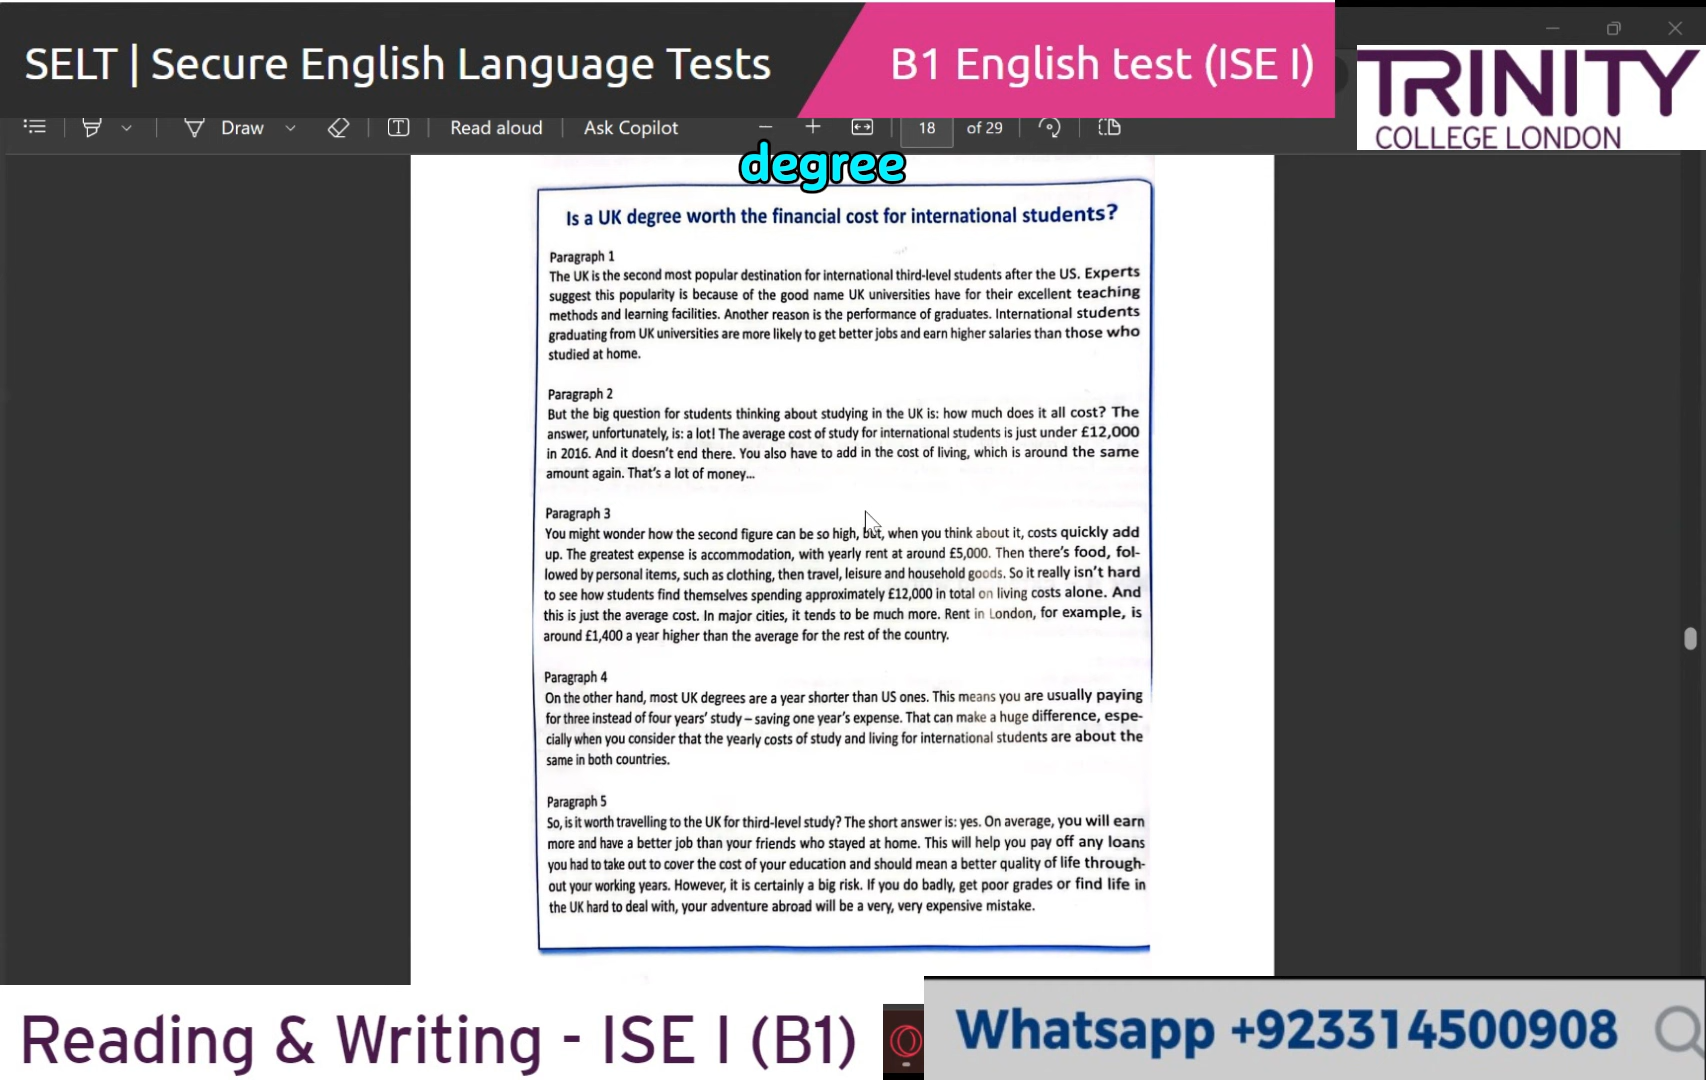 SELT | Secure English Language Tests
B1 English test (ISE I)
TRINITY
COLLEGE LONDON
Draw
Read aloud
Ask Copilot
18
of 29
degree
Is a UK degree worth the financial cost for international students?
Paragraph 1
The UK is the second most popular destination for international third-level students after the US. Experts
suggest this popularity is because of the good name UK universities have for their excellent teaching
methods and learning facilities. Another reason is the performance of graduates. International students
graduating from UK universities are more likely to get better jobs and earn higher salaries than those who
studied at home.
Paragraph 2
But the big question for students thinking about studying in the UK is: how much does it all cost? The
answer, unfortunately, is: a lot! The average cost of study for international students is just under £12,000
in 2016. And it doesn't end there. You also have to add in the cost of living, which is around the same
amount again. That's a lot of money...
Paragraph 3
You might wonder how the second figure can be so high, but, when you think about it, costs quickly add
up. The greatest expense is accommodation, with yearly rent at around £5,000. Then there's food, fol-
lowed by personal items, such as clothing, then travel, leisure and household goods. So it really isn't hard
to see how students find themselves spending approximately £12,000 in total on living costs alone. And
this is just the average cost. In major cities, it tends to be much more. Rent in London, for example, is
around £1,400 a year higher than the average for the rest of the country.
Paragraph 4
On the other hand, most UK degrees are a year shorter than US ones. This means you are usually paying
for three instead of four years' study – saving one year's expense. That can make a huge difference, espe-
cially when you consider that the yearly costs of study and living for international students are about the
same in both countries.
Paragraph 5
So, is it worth travelling to the UK for third-level study? The short answer is: yes. On average, you will earn
more and have a better job than your friends who stayed at home. This will help you pay off any loans
you had to take out to cover the cost of your education and should mean a better quality of life through-
out your working years. However, it is certainly a big risk. If you do badly, get poor grades or find life in
the UK hard to deal with, your adventure abroad will be a very, very expensive mistake.
Reading & Writing - ISE I (B1)
Whatsapp +923314500908